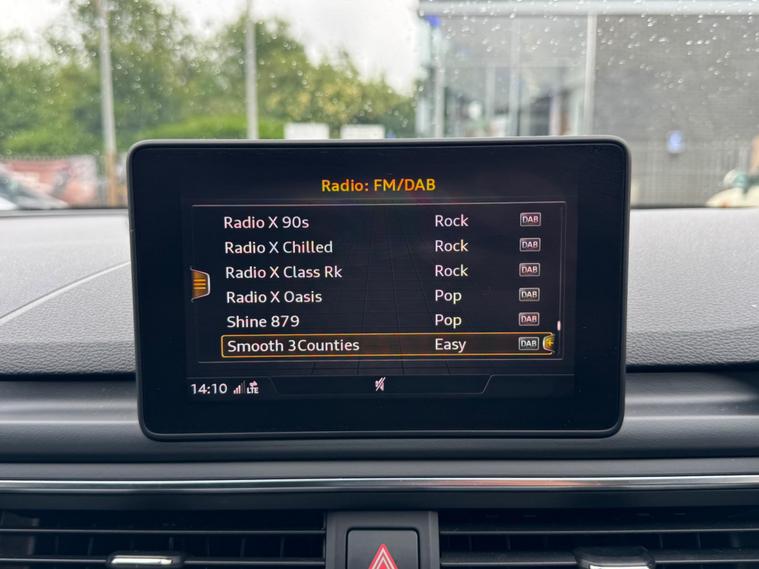 Radio: FM/DAB
Radio X 90s Rock DAB
Radio X Chilled Rock DAB
Radio X Class Rk Rock DAB
Radio X Oasis Pop DAB
Shine 879 Pop DAB
Smooth 3Counties Easy DAB
14:10 LTE